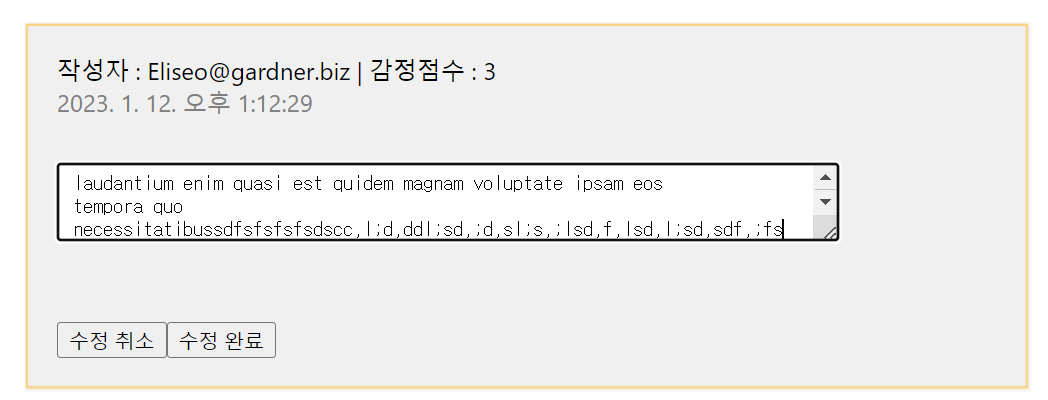 작성자 : Eliseo@gardner.biz | 감정점수 : 3
2023. 1. 12. 오후 1:12:29
laudantium enim quasi est quidem magnam voluptate ipsam eos
tempora quo
necessitatibussdfsfsfsfsdscc,l;d,ddl;sd,;d,sl;s,;lsd,f,lsd,l;sd,sdf,;fs
수정 취소 수정 완료